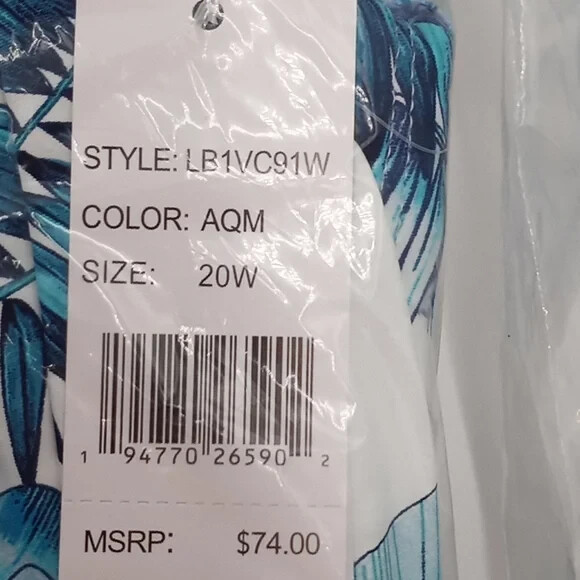 STYLE: LB1VC91W
COLOR: AQM
SIZE: 20W
1 94770 26590 2
MSRP: $74.00